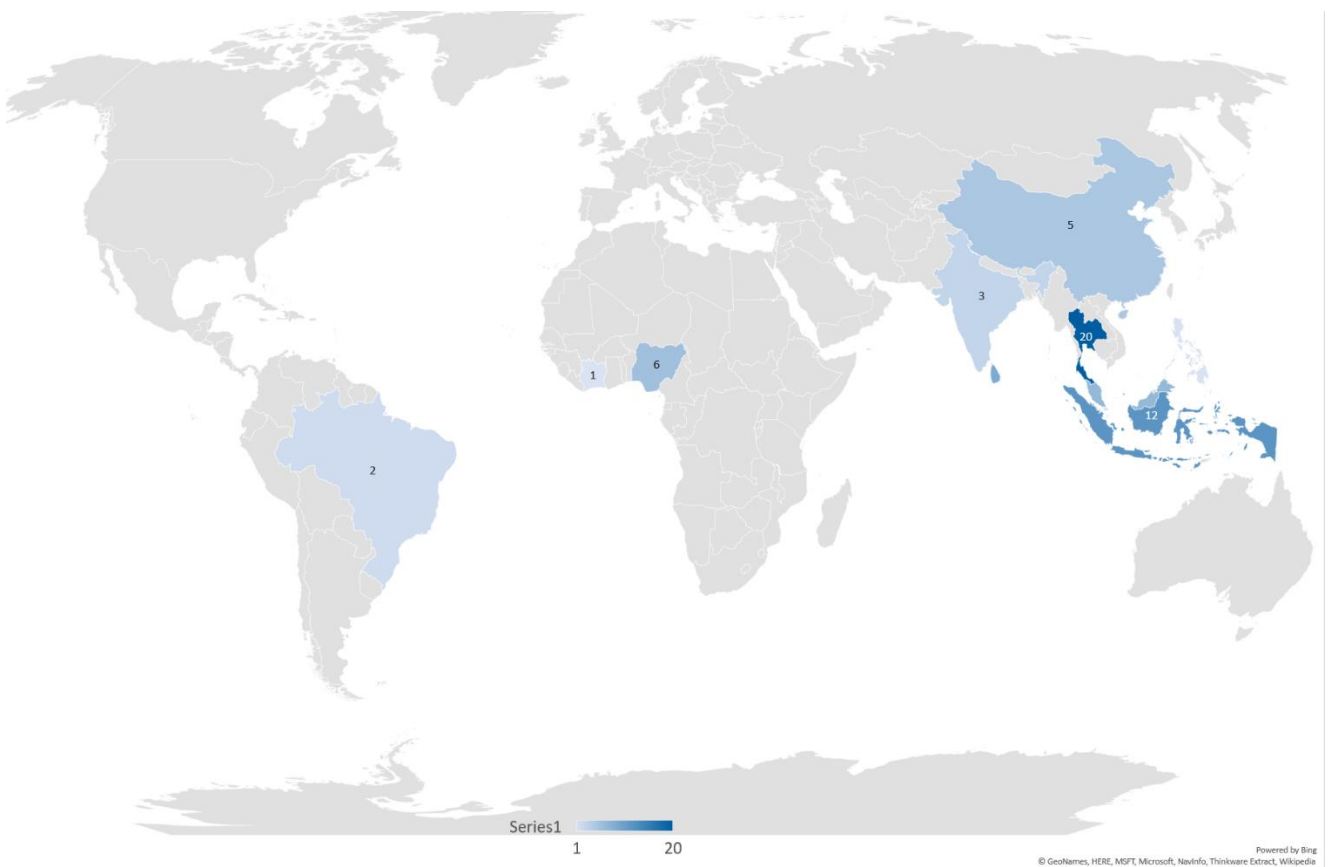 5
3
20
6
1
12
2
Series1
1 20
Powered by Bing
© GeoNames, HERE, MSFT, Microsoft, NavInfo, Thinkware Extract, Wikipedia